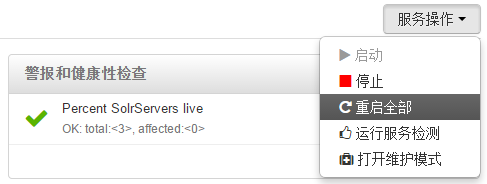 服务操作
警报和健康性检查
Percent SolrServers live
OK: total:<3>, affected:<0>
启动
停止
重启全部
运行服务检测
打开维护模式